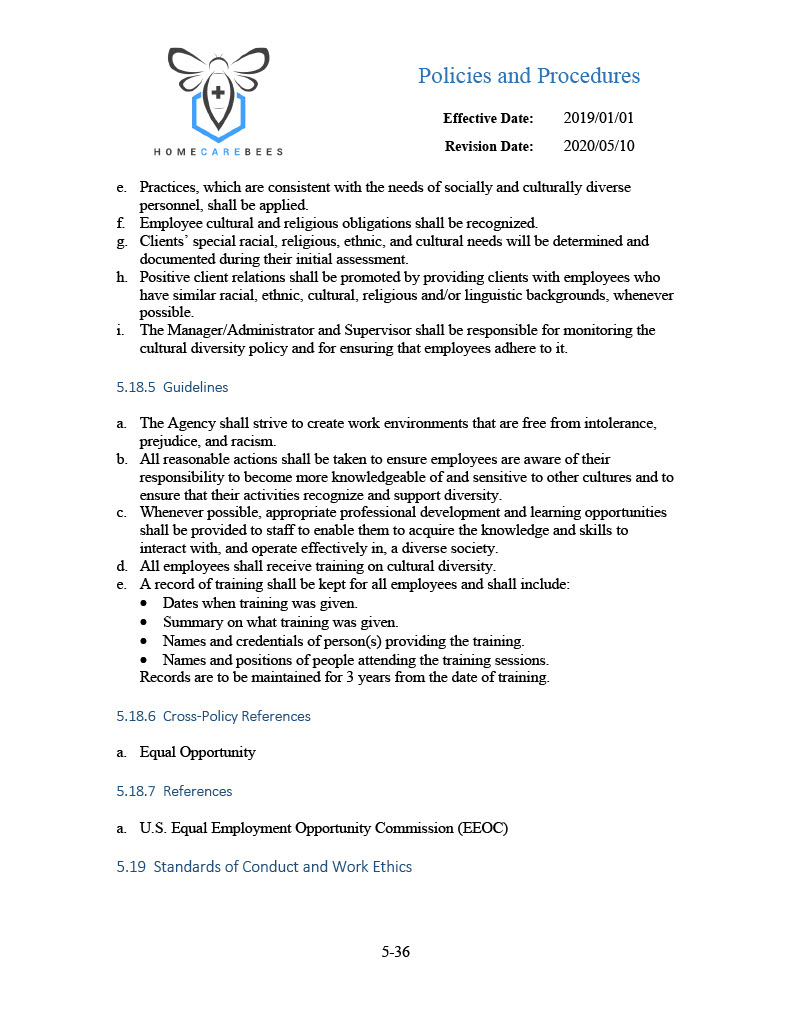 Policies and Procedures
Effective Date: 2019/01/01
Revision Date: 2020/05/10
HOMECAREBEES
e. Practices, which are consistent with the needs of socially and culturally diverse
personnel, shall be applied.
f. Employee cultural and religious obligations shall be recognized.
g. Clients’ special racial, religious, ethnic, and cultural needs will be determined and
documented during their initial assessment.
h. Positive client relations shall be promoted by providing clients with employees who
have similar racial, ethnic, cultural, religious and/or linguistic backgrounds, whenever
possible.
i. The Manager/Administrator and Supervisor shall be responsible for monitoring the
cultural diversity policy and for ensuring that employees adhere to it.
5.18.5 Guidelines
a. The Agency shall strive to create work environments that are free from intolerance,
prejudice, and racism.
b. All reasonable actions shall be taken to ensure employees are aware of their
responsibility to become more knowledgeable of and sensitive to other cultures and to
ensure that their activities recognize and support diversity.
c. Whenever possible, appropriate professional development and learning opportunities
shall be provided to staff to enable them to acquire the knowledge and skills to
interact with, and operate effectively in, a diverse society.
d. All employees shall receive training on cultural diversity.
e. A record of training shall be kept for all employees and shall include:
• Dates when training was given.
• Summary on what training was given.
• Names and credentials of person(s) providing the training.
• Names and positions of people attending the training sessions.
Records are to be maintained for 3 years from the date of training.
5.18.6 Cross-Policy References
a. Equal Opportunity
5.18.7 References
a. U.S. Equal Employment Opportunity Commission (EEOC)
5.19 Standards of Conduct and Work Ethics
5-36